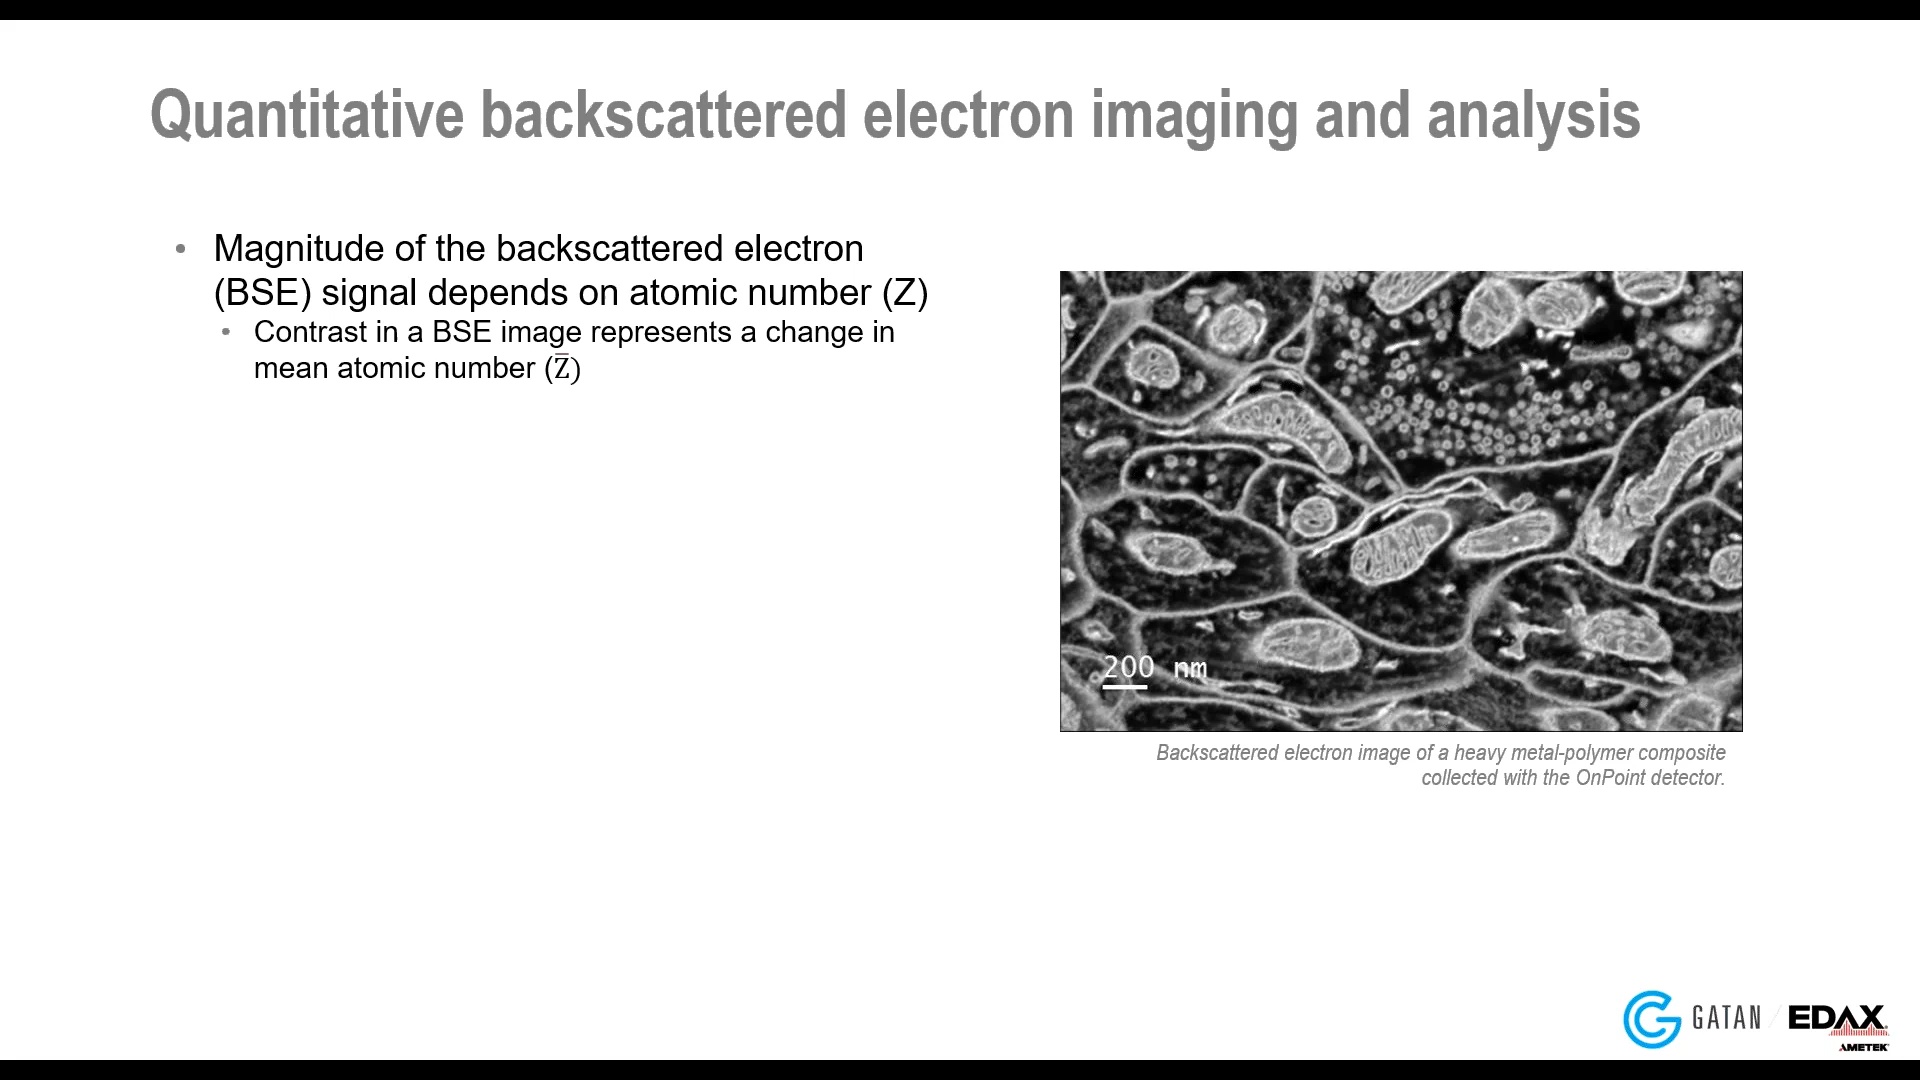 Quantitative backscattered electron imaging and analysis
• Magnitude of the backscattered electron
(BSE) signal depends on atomic number (Z)
• Contrast in a BSE image represents a change in
mean atomic number (Z̅)
200 nm
Backscattered electron image of a heavy metal-polymer composite
collected with the OnPoint detector.
GATAN / EDAX
AMETEK